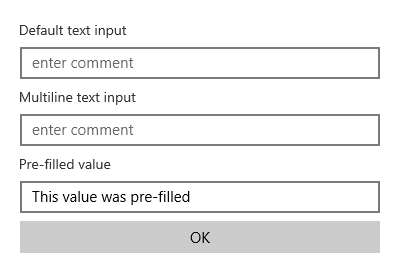 Default text input
enter comment
Multiline text input
enter comment
Pre-filled value
This value was pre-filled
OK